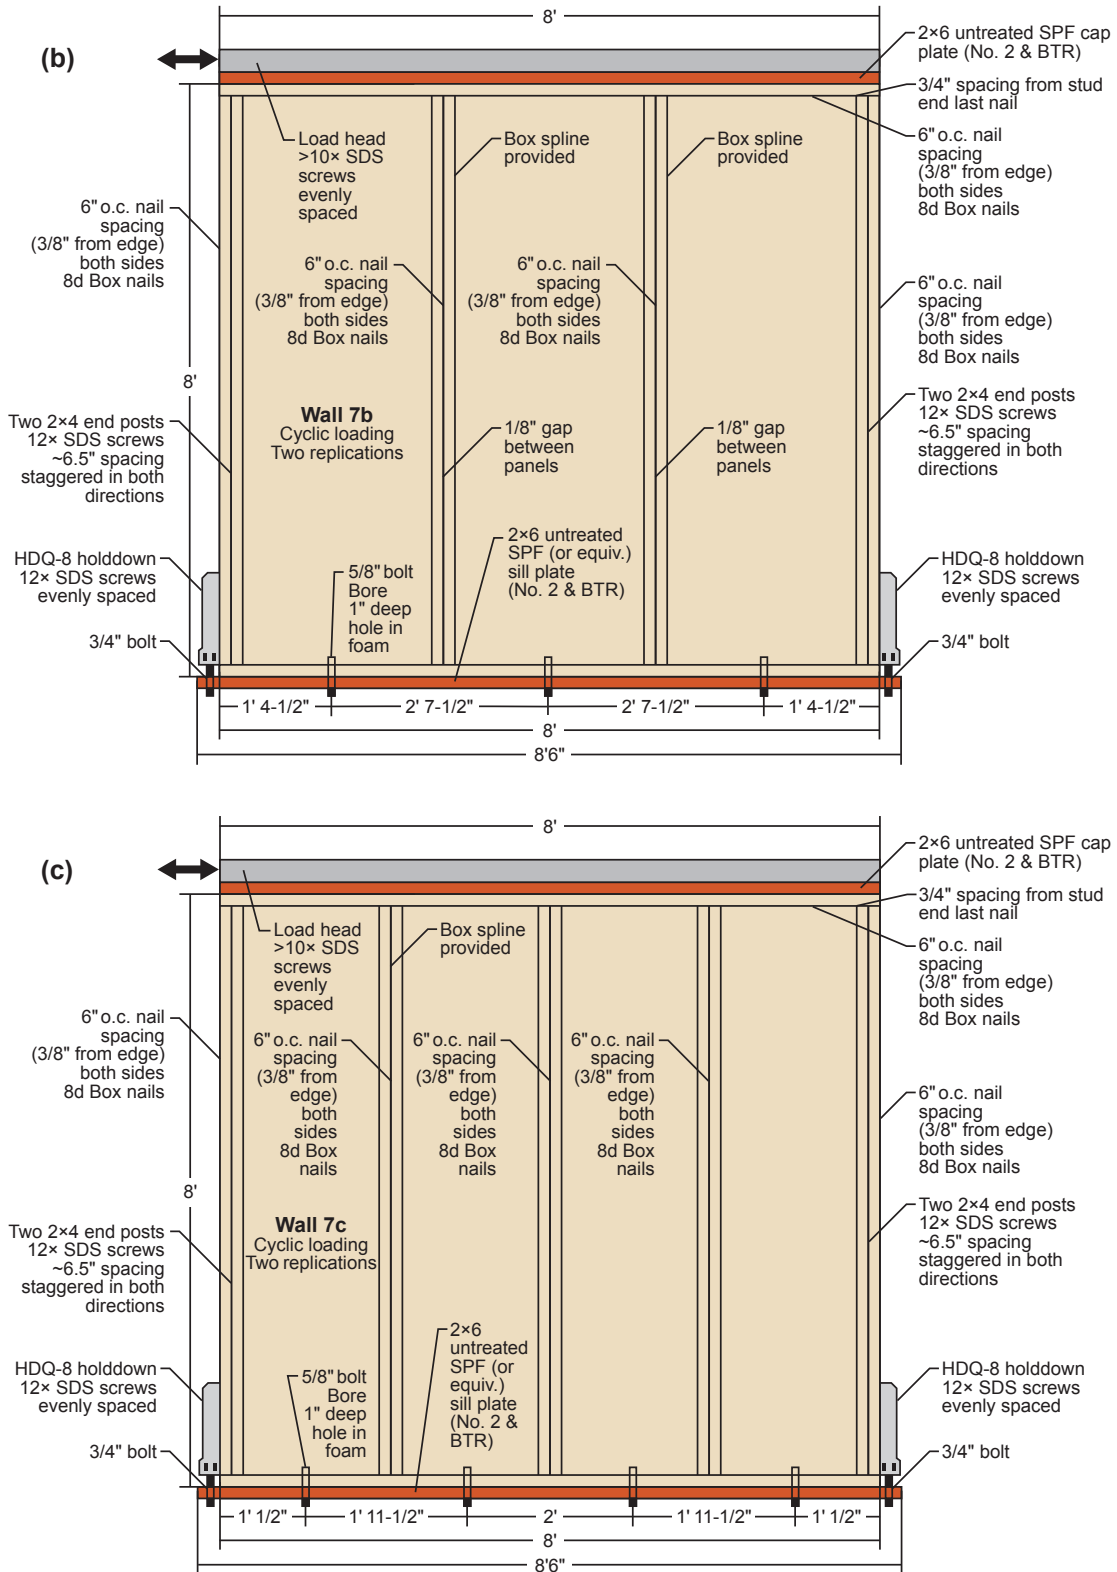 8'
(b)
2×6 untreated SPF cap
plate (No. 2 & BTR)
3/4" spacing from stud
end last nail
Load head
>10× SDS
screws
evenly
spaced
Box spline
provided
Box spline
provided
6" o.c. nail
spacing
(3/8" from edge)
both sides
8d Box nails
6" o.c. nail
spacing
(3/8" from edge)
both sides
8d Box nails
6" o.c. nail
spacing
(3/8" from edge)
both sides
8d Box nails
6" o.c. nail
spacing
(3/8" from edge)
both sides
8d Box nails
6" o.c. nail
spacing
(3/8" from edge)
both sides
8d Box nails
8'
Two 2×4 end posts
12× SDS screws
~6.5" spacing
staggered in both
directions
Wall 7b
Cyclic loading
Two replications
1/8" gap
between
panels
1/8" gap
between
panels
Two 2×4 end posts
12× SDS screws
~6.5" spacing
staggered in both
directions
HDQ-8 holddown
12× SDS screws
evenly spaced
5/8" bolt
Bore
1" deep
hole in
foam
2×6 untreated
SPF (or equiv.)
sill plate
(No. 2 & BTR)
HDQ-8 holddown
12× SDS screws
evenly spaced
3/4" bolt
3/4" bolt
1' 4-1/2"
2' 7-1/2"
2' 7-1/2"
1' 4-1/2"
8'
8'6"
8'
(c)
2×6 untreated SPF cap
plate (No. 2 & BTR)
3/4" spacing from stud
end last nail
Load head
>10× SDS
screws
evenly
spaced
Box spline
provided
6" o.c. nail
spacing
(3/8" from edge)
both sides
8d Box nails
6" o.c. nail
spacing
(3/8" from edge)
both sides
8d Box nails
6" o.c. nail
spacing
(3/8" from
edge)
both
sides
8d Box
nails
6" o.c. nail
spacing
(3/8" from
edge)
both
sides
8d Box
nails
6" o.c. nail
spacing
(3/8" from
edge)
both
sides
8d Box
nails
6" o.c. nail
spacing
(3/8" from edge)
both sides
8d Box nails
8'
Two 2×4 end posts
12× SDS screws
~6.5" spacing
staggered in both
directions
Wall 7c
Cyclic loading
Two replications
Two 2×4 end posts
12× SDS screws
~6.5" spacing
staggered in both
directions
HDQ-8 holddown
12× SDS screws
evenly spaced
5/8" bolt
Bore
1" deep
hole in
foam
2×6
untreated
SPF (or
equiv.)
sill plate
(No. 2 &
BTR)
HDQ-8 holddown
12× SDS screws
evenly spaced
3/4" bolt
3/4" bolt
1' 1/2"
1' 11-1/2"
2'
1' 11-1/2"
1' 1/2"
8'
8'6"